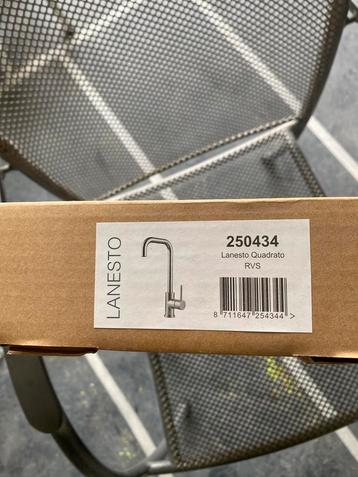 LANESTO
250434
Lanesto Quadrato
RVS
8 711647 254344 >